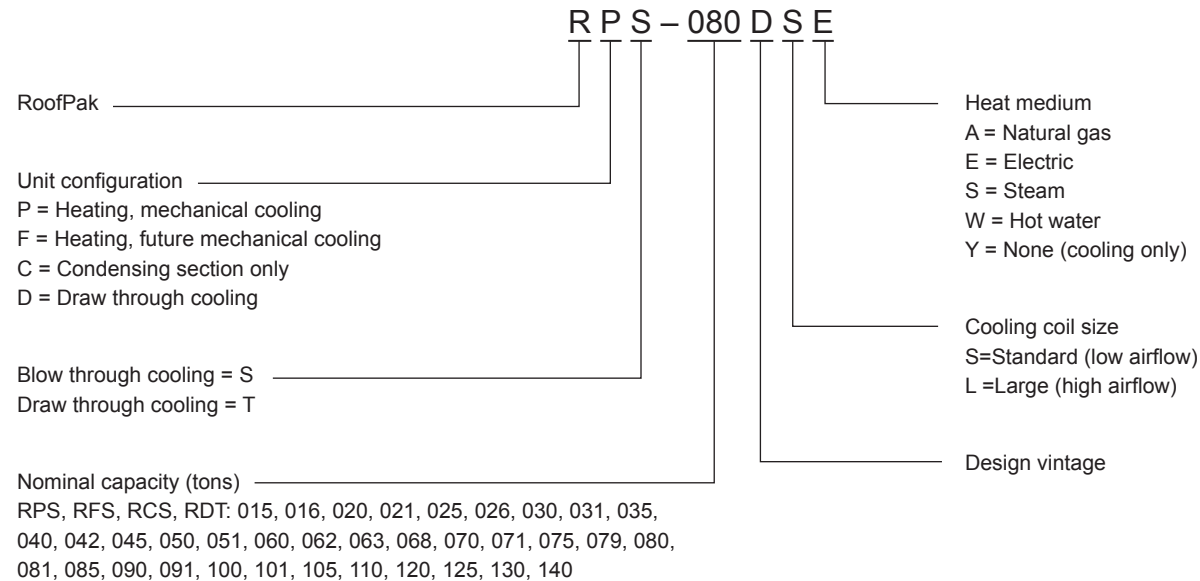 RPS – 080 DSE
RoofPak
Unit configuration
P = Heating, mechanical cooling
F = Heating, future mechanical cooling
C = Condensing section only
D = Draw through cooling
Blow through cooling = S
Draw through cooling = T
Nominal capacity (tons)
RPS, RFS, RCS, RDT: 015, 016, 020, 021, 025, 026, 030, 031, 035,
040, 042, 045, 050, 051, 060, 062, 063, 068, 070, 071, 075, 079, 080,
081, 085, 090, 091, 100, 101, 105, 110, 120, 125, 130, 140
Heat medium
A = Natural gas
E = Electric
S = Steam
W = Hot water
Y = None (cooling only)
Cooling coil size
S=Standard (low airflow)
L =Large (high airflow)
Design vintage